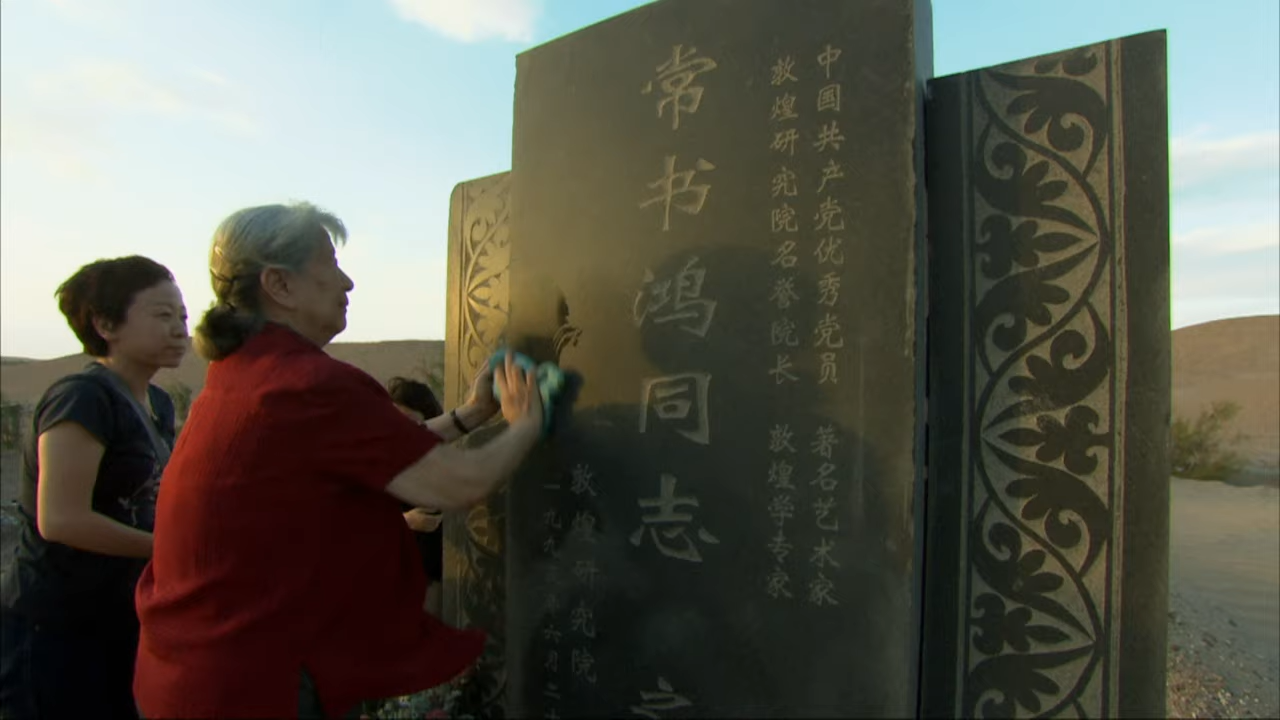 中国共产党优秀党员 著名艺术家
敦煌研究院名誉院长 敦煌学专家
常书鸿同志之
敦煌研究院